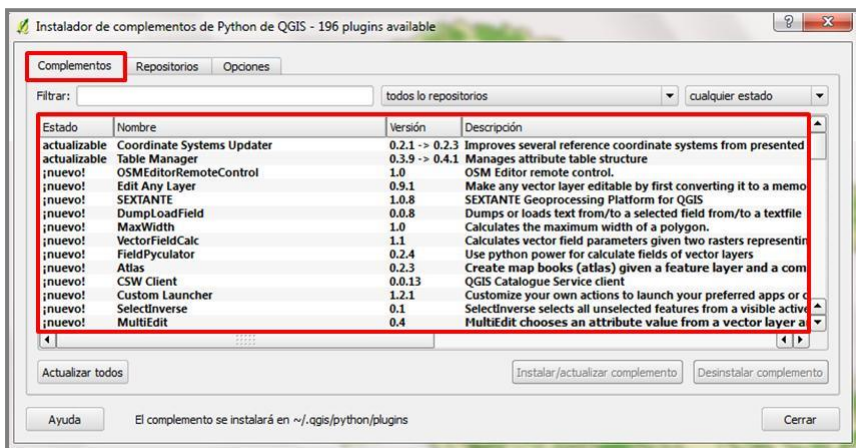 Instalador de complementos de Python de QGIS - 196 plugins available
Complementos Repositorios Opciones
Filtrar: todos lo repositorios cualquier estado
Estado Nombre Versión Descripción
actualizable Coordinate Systems Updater 0.2.1 -> 0.2.3 Improves several reference coordinate systems from presented
actualizable Table Manager 0.3.9 -> 0.4.1 Manages attribute table structure
¡nuevo! OSMEditorRemoteControl 1.0 OSM Editor remote control.
¡nuevo! Edit Any Layer 0.9.1 Make any vector layer editable by first converting it to a memo
¡nuevo! SEXTANTE 1.0.8 SEXTANTE Geoprocessing Platform for QGIS
¡nuevo! DumpLoadField 0.0.8 Dumps or loads text from/to a selected field from/to a textfile
¡nuevo! MaxWidth 1.0 Calculates the maximum width of a polygon.
¡nuevo! VectorFieldCalc 1.1 Calculates vector field parameters given two rasters representin
¡nuevo! FieldPyculator 0.2.4 Use python power for calculate fields of vector layers
¡nuevo! Atlas 0.2.3 Create map books (atlas) given a feature layer and a com
¡nuevo! CSW Client 0.0.13 QGIS Catalogue Service client
¡nuevo! Custom Launcher 1.2.1 Customize your own actions to launch your preferred apps or
¡nuevo! SelectInverse 0.1 SelectInverse selects all unselected features from a visible active
¡nuevo! MultiEdit 0.4 MultiEdit chooses an attribute value from a vector layer
Actualizar todos Instalar/actualizar complemento Desinstalar complemento
Ayuda El complemento se instalará en ~/.qgis/python/plugins Cerrar